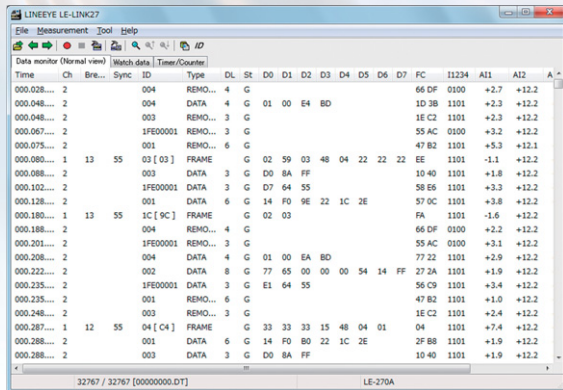 LINEEYE LE-LINK27
File Measurement Tool Help
ID
Data monitor (Normal view) Watch data Timer/Counter
Time Ch Bre... Sync ID Type DL St D0 D1 D2 D3 D4 D5 D6 D7 FC I1234 AI1 AI2 A
000.028.... 2 004 REMO... 4 G 66 DF 0100 +2.7 +12.2
000.048.... 2 004 DATA 4 G 01 00 E4 BD 1D 3B 1101 +2.3 +12.2
000.048.... 2 003 REMO... 3 G 1E C2 1101 +2.3 +12.2
000.067.... 2 1FE00001 REMO... 3 G 55 AC 0100 +3.2 +12.2
000.075.... 2 001 REMO... 6 G 47 B2 1101 +5.3 +12.1
000.080.... 1 13 55 03 [ 03 ] FRAME G 02 59 03 48 04 22 22 22 EE 1101 -1.1 +12.2
000.088.... 2 003 DATA 3 G D0 8A FF 10 40 1101 +1.8 +12.2
000.102.... 2 1FE00001 DATA 3 G D7 64 55 58 E6 1101 +3.3 +12.2
000.128.... 2 001 DATA 6 G 14 F0 9E 22 1C 2E 57 0C 1101 +3.8 +12.2
000.180.... 1 13 55 1C [ 9C ] FRAME G 02 03 FA 1101 -1.6 +12.2
000.188.... 2 004 REMO... 4 G 66 DF 0100 +2.2 +12.2
000.201.... 2 1FE00001 REMO... 3 G 55 AC 0100 +3.1 +12.2
000.208.... 2 004 DATA 4 G 01 00 EA BD 77 22 1101 +2.9 +12.2
000.222.... 2 002 DATA 8 G 77 65 00 00 00 54 14 FF 27 2A 1101 +1.9 +12.2
000.235.... 2 1FE00001 DATA 3 G E1 64 55 56 C9 1101 +3.4 +12.2
000.235.... 2 001 REMO... 6 G 47 B2 1101 +1.0 +12.2
000.248.... 2 003 REMO... 3 G 1E C2 1101 +2.4 +12.2
000.287.... 1 12 55 04 [ C4 ] FRAME G 33 33 33 15 48 04 01 04 1101 +7.4 +12.2
000.288.... 2 001 DATA 6 G 14 F0 B0 22 1C 2E 2F B8 1101 +1.9 +12.2
000.288.... 2 003 DATA 3 G D0 8A FF 10 40 1101 +1.9 +12.2
32767 / 32767 [00000000.DT] LE-270A